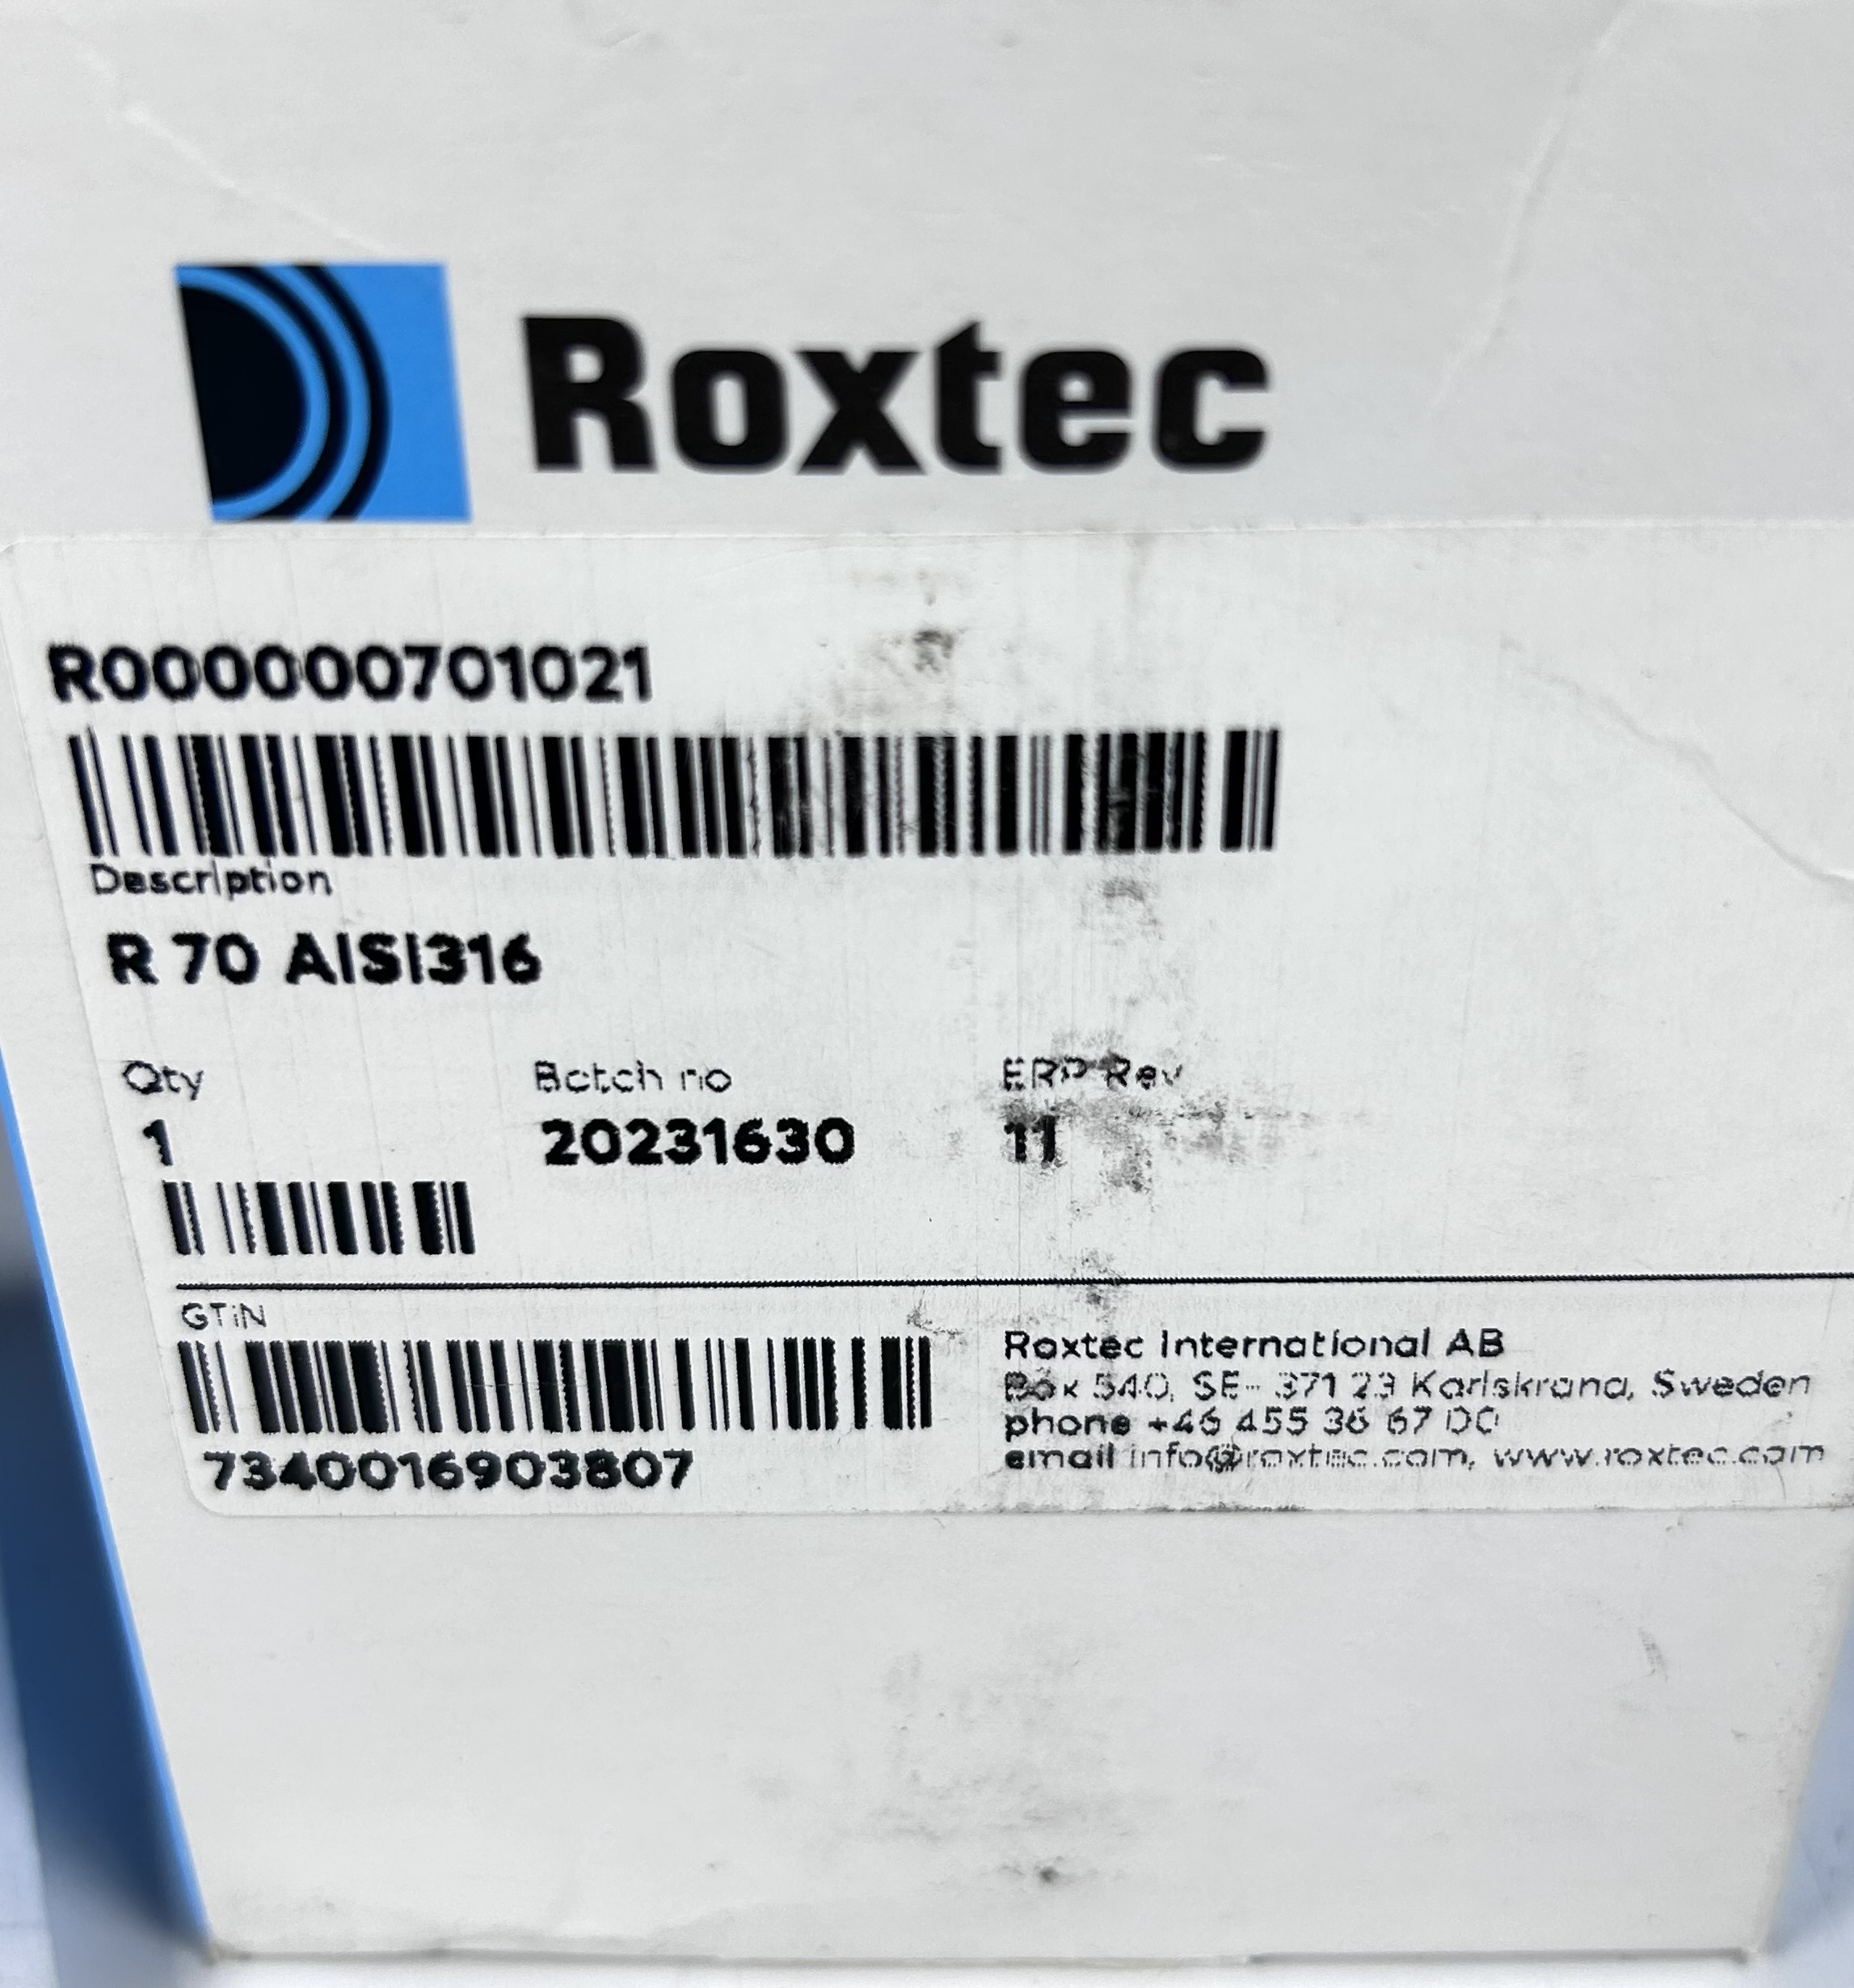 Roxtec
R000000701021
Description
R 70 AISI316
Qty Batch no ERP Rev
1 20231630 11
GTIN
7340016903807
Roxtec International AB
Box 540, SE- 371 23 Karlskrona, Sweden
phone +46 455 36 67 00
email info@roxtec.com, www.roxtec.com